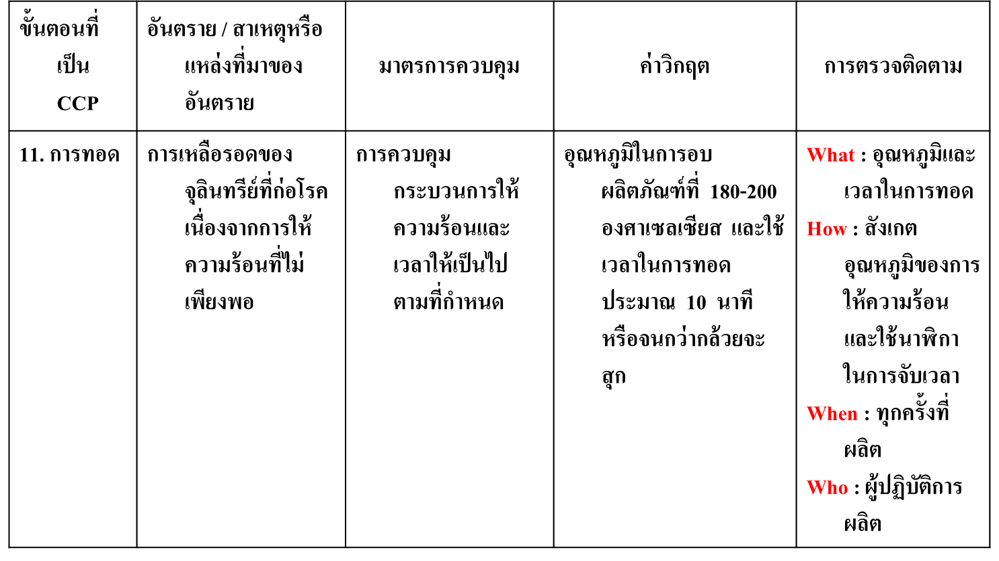 ขั้นตอนที่
เป็น
CCP
อันตราย / สาเหตุหรือ
แหล่งที่มาของ
อันตราย
มาตรการควบคุม
ค่าวิกฤต
การตรวจติดตาม
11. การทอด
การเหลือรอดของ
จุลินทรีย์ที่ก่อโรค
เนื่องจากการให้
ความร้อนที่ไม่
เพียงพอ
การควบคุม
กระบวนการให้
ความร้อนและ
เวลาให้เป็นไป
ตามที่กำหนด
อุณหภูมิในการอบ
ผลิตภัณฑ์ที่ 180-200
องศาเซลเซียส และใช้
เวลาในการทอด
ประมาณ 10 นาที
หรือจนกว่ากล้วยจะ
สุก
What : อุณหภูมิและ
เวลาในการทอด
How : สังเกต
อุณหภูมิของการ
ให้ความร้อน
และใช้นาฬิกา
ในการจับเวลา
When : ทุกครั้งที่
ผลิต
Who : ผู้ปฏิบัติการ
ผลิต